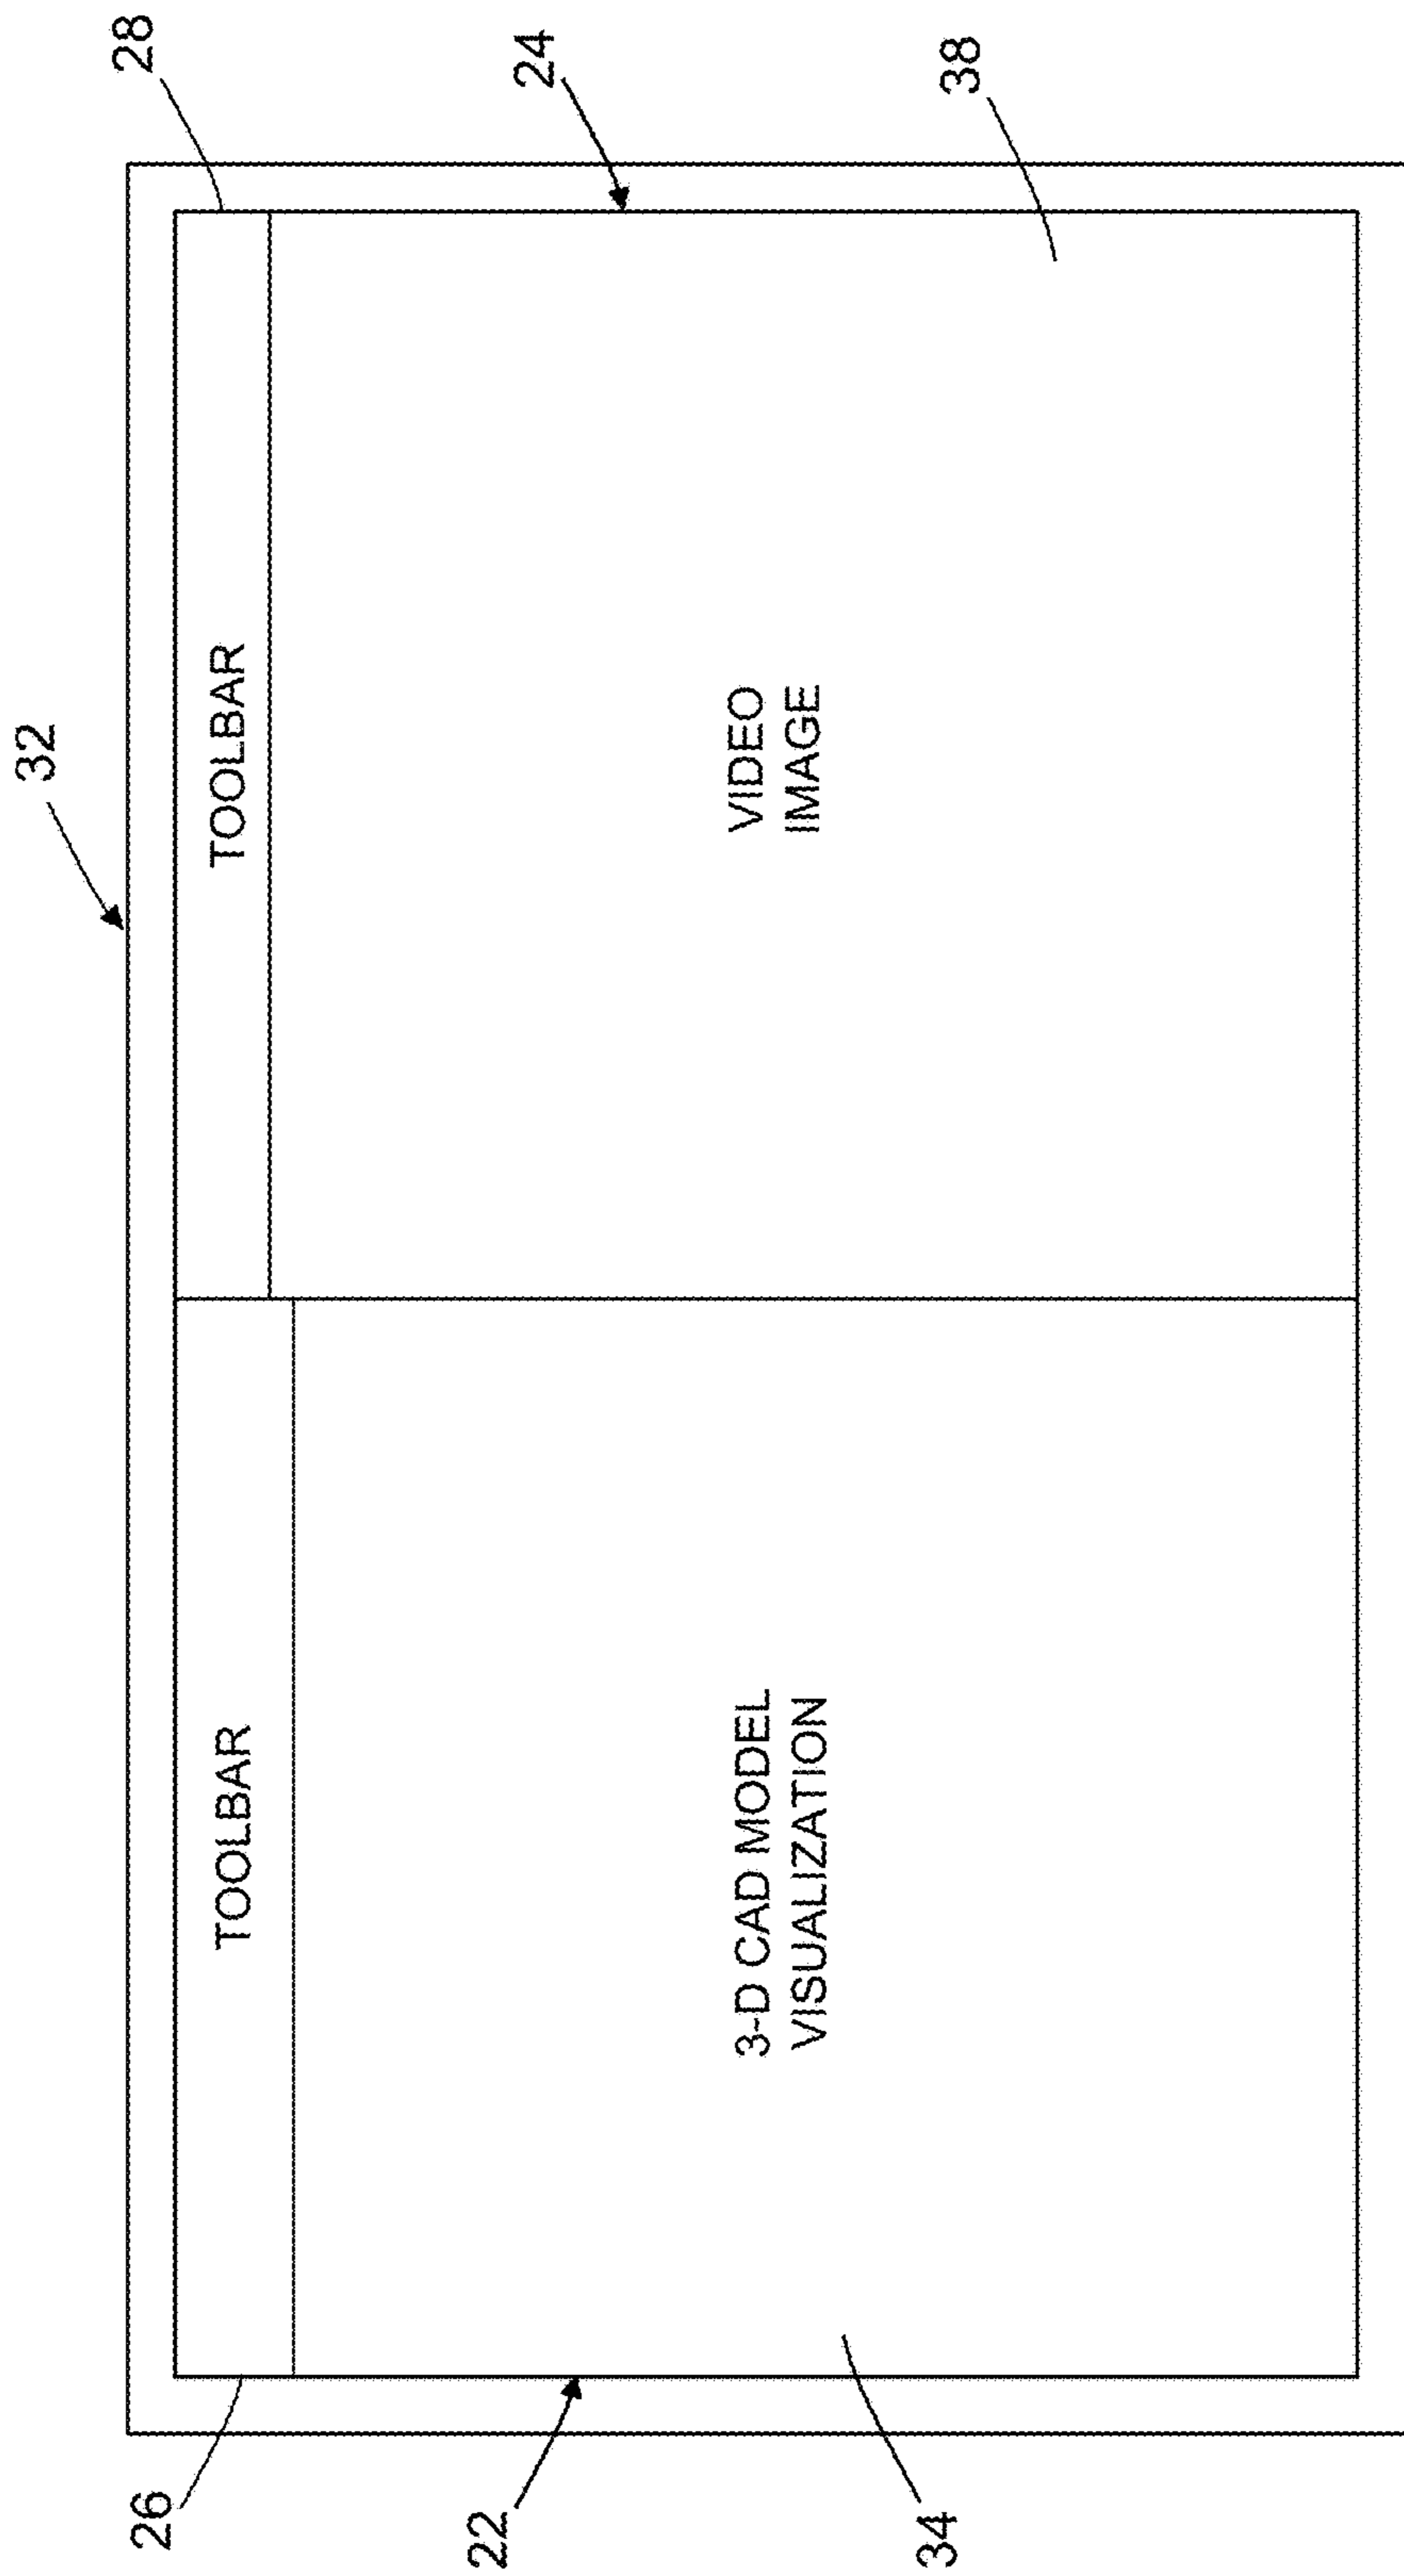 32
28
24
38
26
22
34
TOOLBAR
3-D CAD MODEL
VISUALIZATION
TOOLBAR
VIDEO
IMAGE